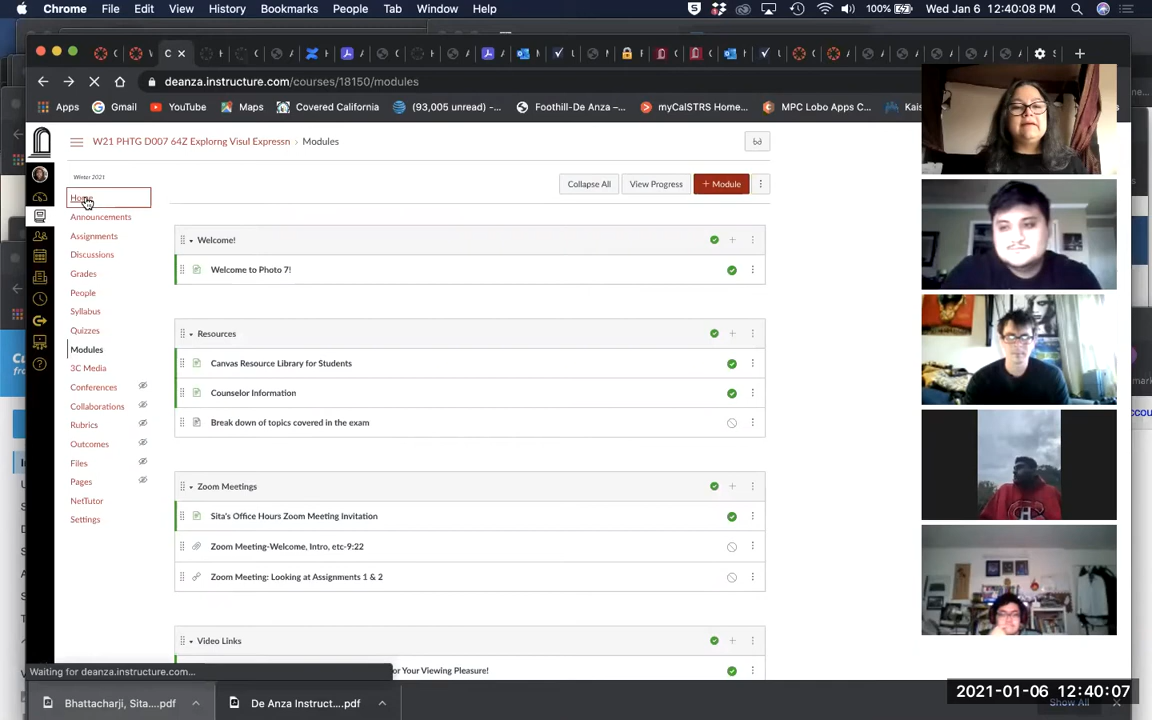 Chrome File Edit View History Bookmarks People Tab Window Help 100% Wed Jan 6 12:40:08 PM
deanza.instructure.com/courses/18150/modules
Apps Gmail YouTube Maps Covered California (93,005 unread) -... Foothill-De Anza –... myCalSTRS Home... MPC Lobo Apps C... Kais
W21 PHTG D007 64Z Explorng Visul Expressn › Modules
Winter 2021
Collapse All View Progress + Module
Home
Announcements
Assignments
Discussions
Grades
People
Syllabus
Quizzes
Modules
3C Media
Conferences
Collaborations
Rubrics
Outcomes
Files
Pages
NetTutor
Settings
Welcome!
Welcome to Photo 7!
Resources
Canvas Resource Library for Students
Counselor Information
Break down of topics covered in the exam
Zoom Meetings
Sita's Office Hours Zoom Meeting Invitation
Zoom Meeting-Welcome, Intro, etc-9:22
Zoom Meeting: Looking at Assignments 1 & 2
Video Links
or Your Viewing Pleasure!
Waiting for deanza.instructure.com...
Bhattacharji, Sita....pdf De Anza Instruct....pdf Show All
2021-01-06 12:40:07